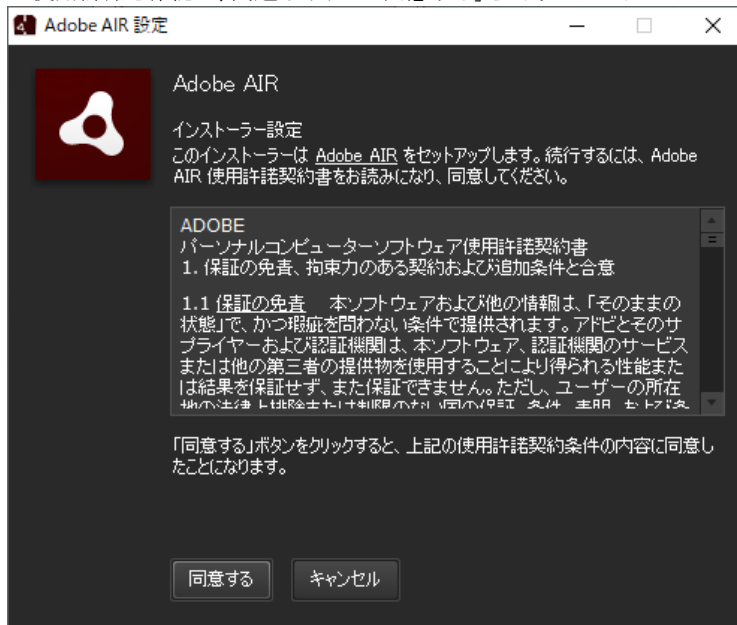 Adobe AIR 設定
Adobe AIR
インストーラー設定
このインストーラーは Adobe AIR をセットアップします。続行するには、Adobe
AIR 使用許諾契約書をお読みになり、同意してください。
ADOBE
パーソナルコンピューターソフトウェア使用許諾契約書
1. 保証の免責、拘束力のある契約および追加条件と合意
1.1 保証の免責 本ソフトウェアおよび他の情報は、「そのままの
状態」で、かつ瑕疵を問わない条件で提供されます。アドビとそのサ
プライヤーおよび認証機関は、本ソフトウェア、認証機関のサービス
または他の第三者の提供物を使用することにより得られる性能また
は結果を保証せず、また保証できません。ただし、ユーザーの所在
「同意する」ボタンをクリックすると、上記の使用許諾契約条件の内容に同意し
たことになります。
同意する
キャンセル